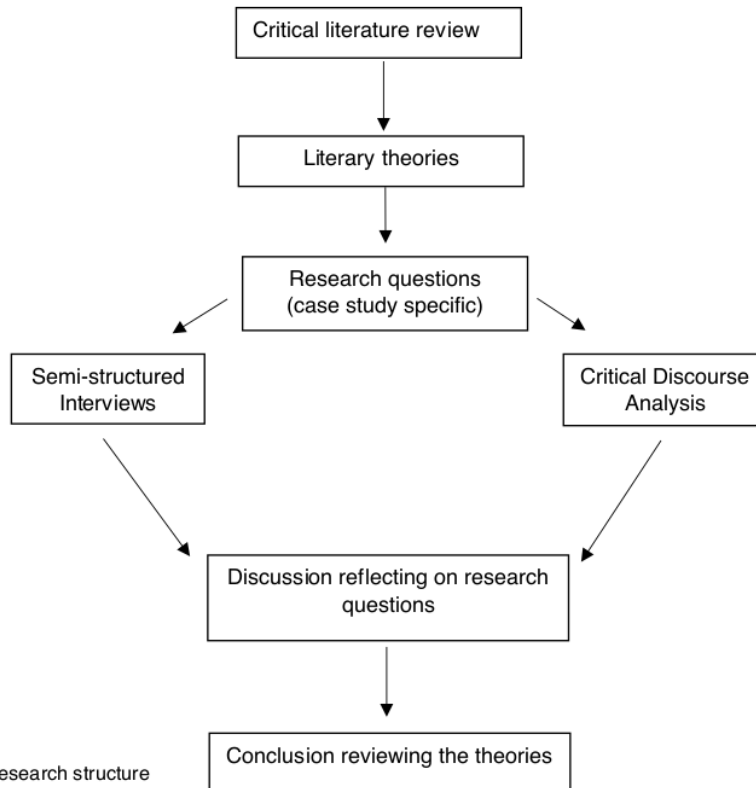 Critical literature review
Literary theories
Research questions
(case study specific)
Semi-structured
Interviews
Critical Discourse
Analysis
Discussion reflecting on research
questions
Conclusion reviewing the theories
esearch structure